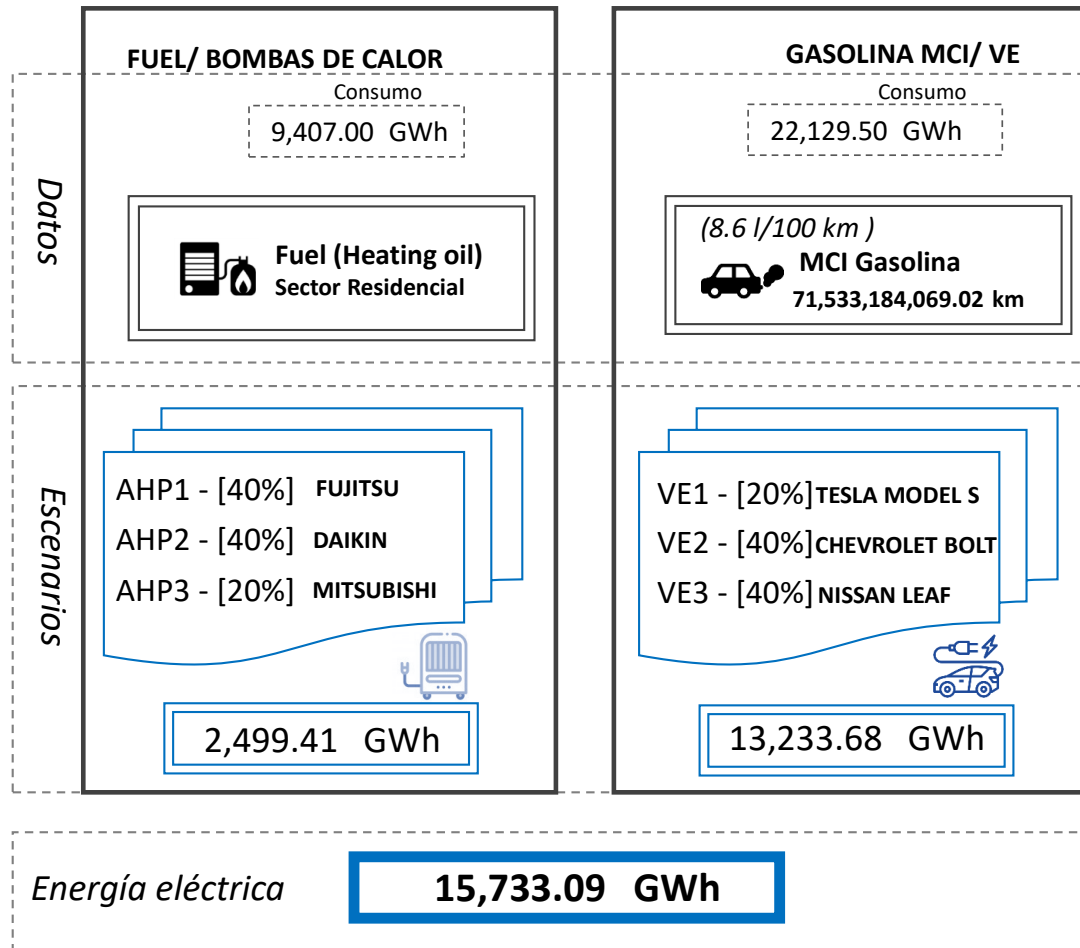 FUEL/ BOMBAS DE CALOR
GASOLINA MCI/ VE
Datos
Consumo
9,407.00 GWh
Consumo
22,129.50 GWh
Fuel (Heating oil)
Sector Residencial
(8.6 l/100 km )
MCI Gasolina
71,533,184,069.02 km
Escenarios
AHP1 - [40%] FUJITSU
AHP2 - [40%] DAIKIN
AHP3 - [20%] MITSUBISHI
2,499.41 GWh
VE1 - [20%] TESLA MODEL S
VE2 - [40%] CHEVROLET BOLT
VE3 - [40%] NISSAN LEAF
13,233.68 GWh
Energía eléctrica
15,733.09 GWh